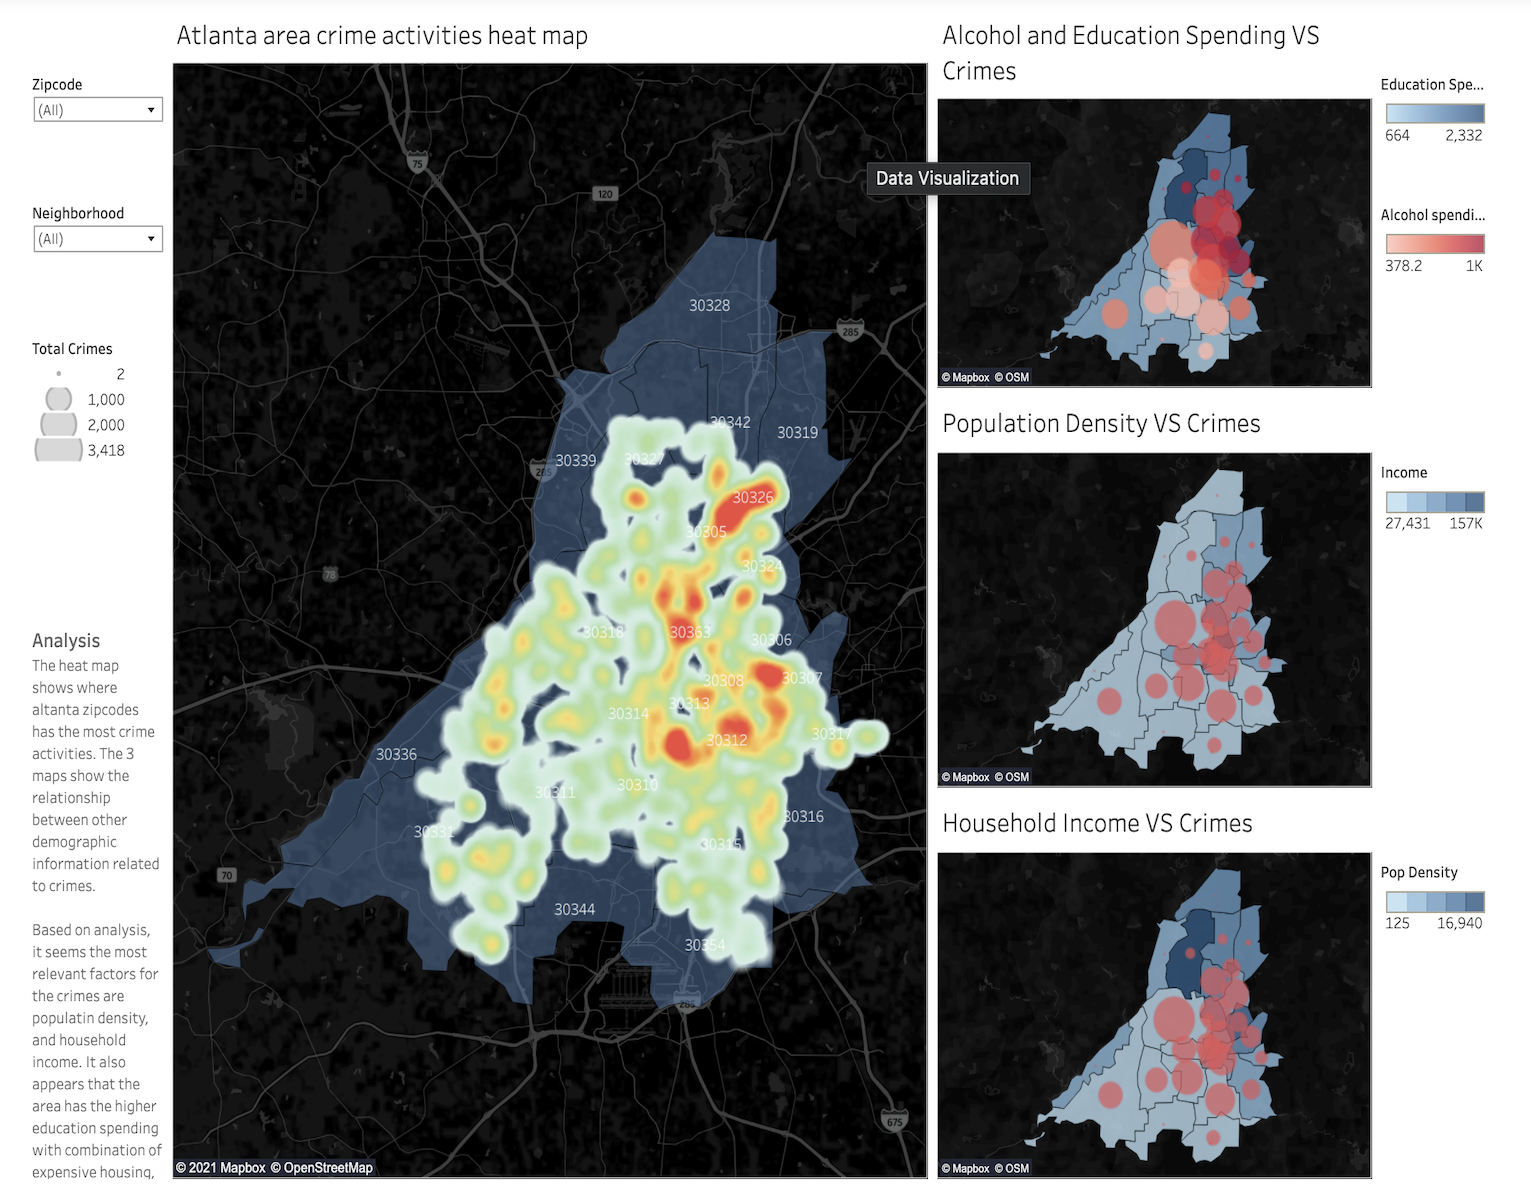 Atlanta area crime activities heat map
Alcohol and Education Spending VS
Crimes
Zipcode
(All)
Neighborhood
(All)
Total Crimes
2
1,000
2,000
3,418
Analysis
The heat map
shows where
altanta zipcodes
has the most crime
activities. The 3
maps show the
relationship
between other
demographic
information related
to crimes.
Based on analysis,
it seems the most
relevant factors for
the crimes are
populatin density,
and household
income. It also
appears that the
area has the higher
education spending
with combination of
expensive housing,
75
120
285
30328
30342
30319
30339
285
30327
30326
30305
30324
78
30318
30363
30306
30308
30307
30313
30314
30312
30317
30336
30310
30311
30316
30331
30315
70
30344
30354
285
675
© 2021 Mapbox © OpenStreetMap
Data Visualization
© Mapbox © OSM
Education Spe...
664 2,332
Alcohol spendi...
378.2 1K
Population Density VS Crimes
© Mapbox © OSM
Income
27,431 157K
Household Income VS Crimes
© Mapbox © OSM
Pop Density
125 16,940